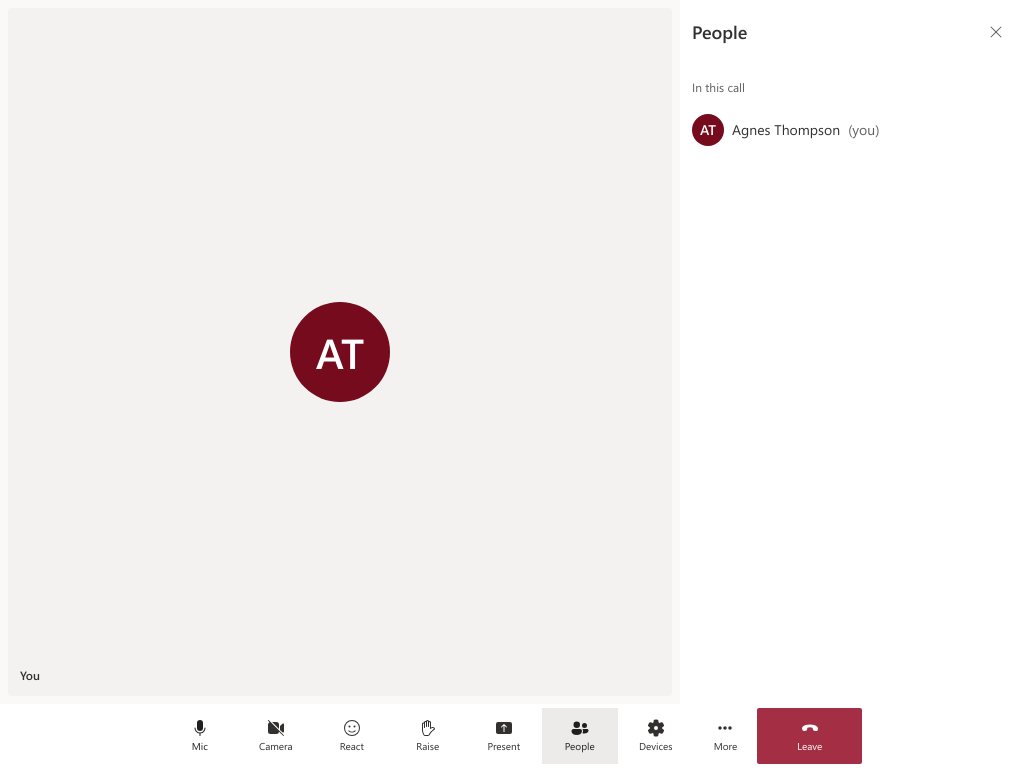 People
In this call
AT Agnes Thompson (you)
AT
You
Mic Camera React Raise Present People Devices More Leave